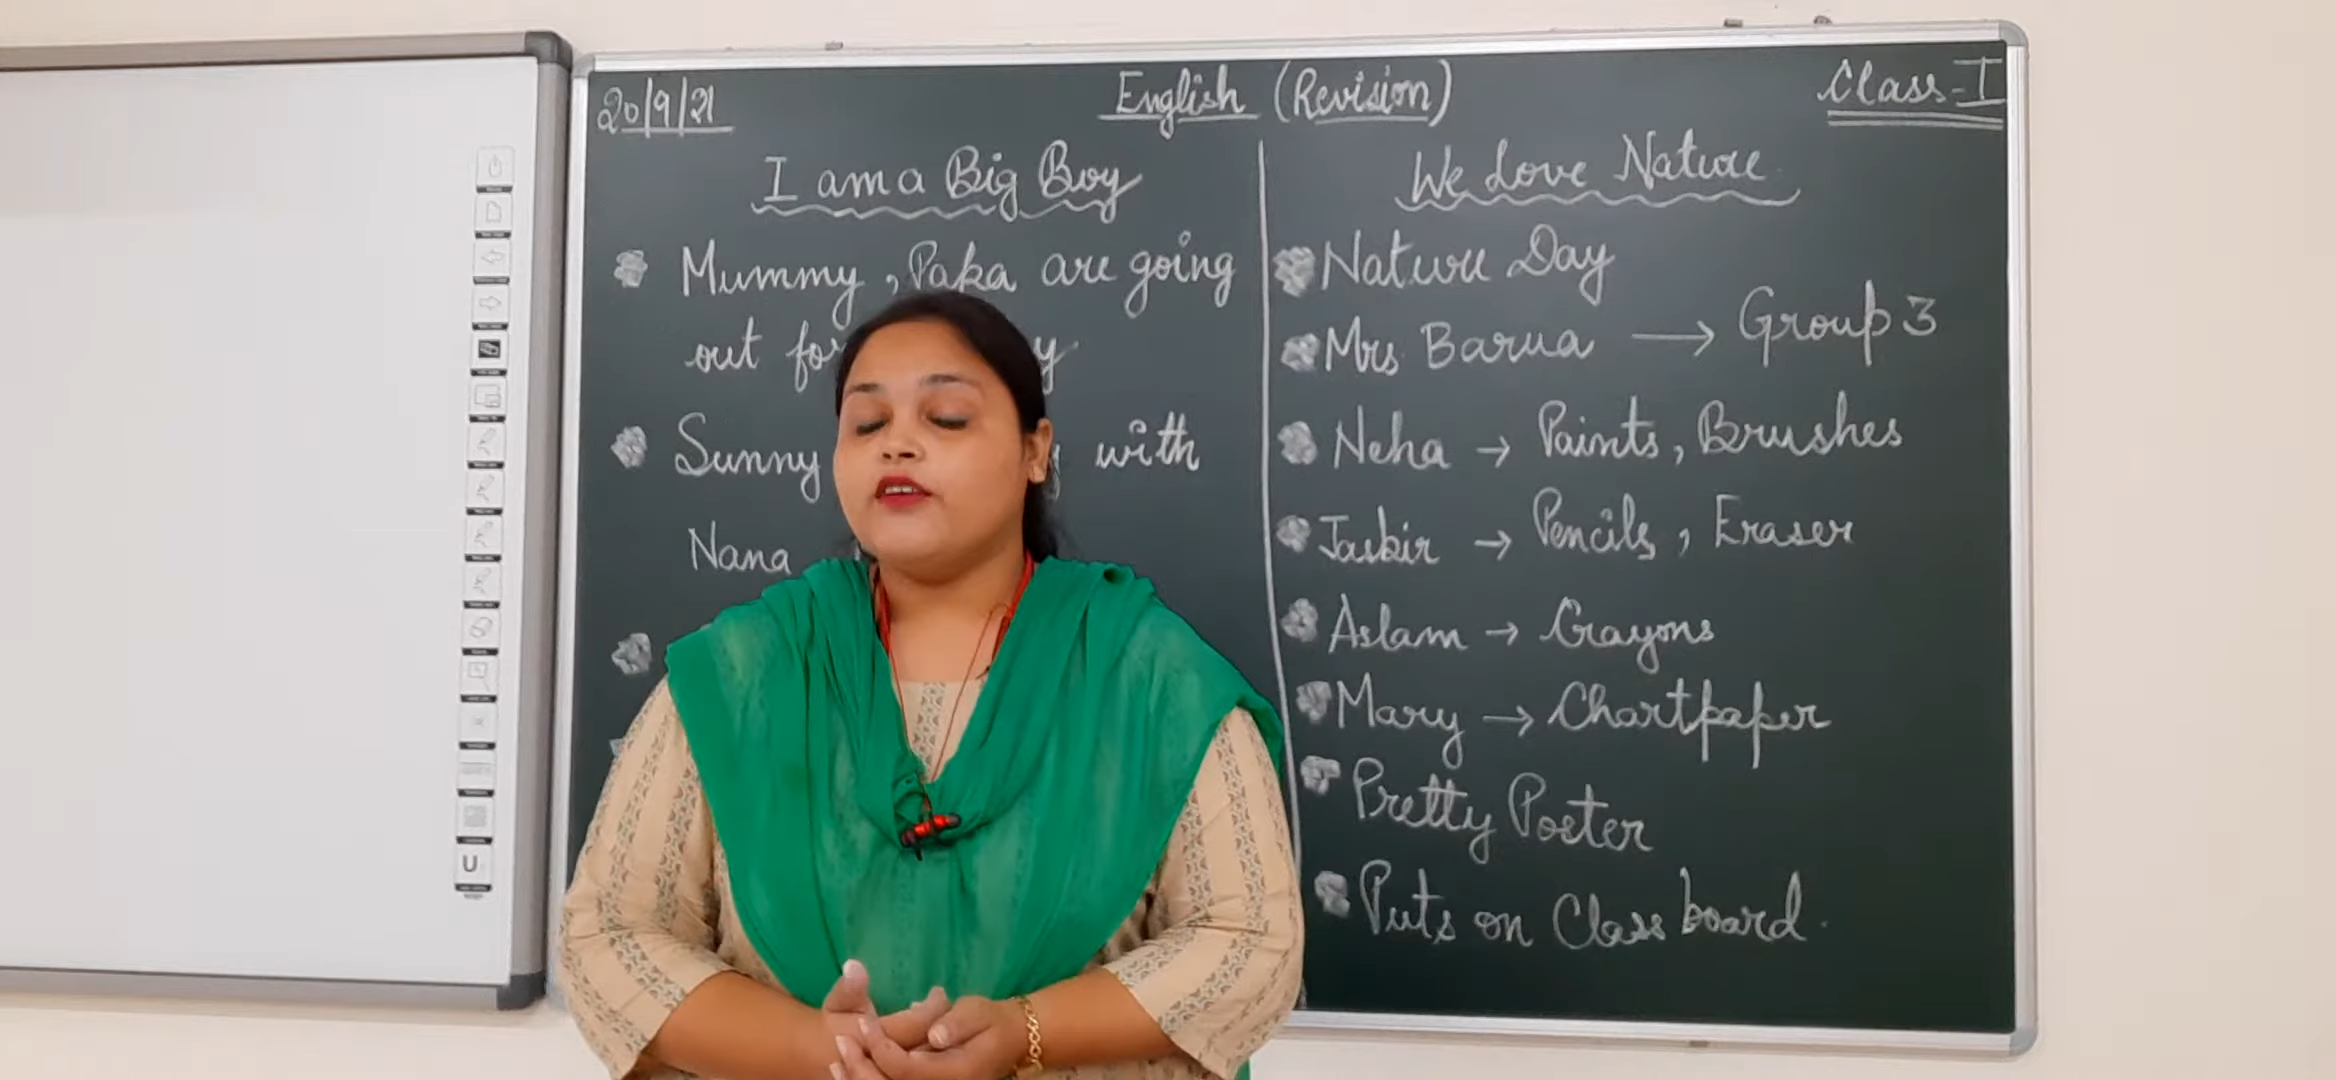 20/9/21
English (Revision)
Class-I
I am a Big Boy
Mummy, Papa are going
out for
Sunny with
Nana
We Love Nature
Nature Day
Mrs. Barua → Group 3
Neha → Paints, Brushes
Jasbir → Pencils, Eraser
Aslam → Crayons
Mary → Chartpaper
Pretty Poster
Puts on Class board.
U